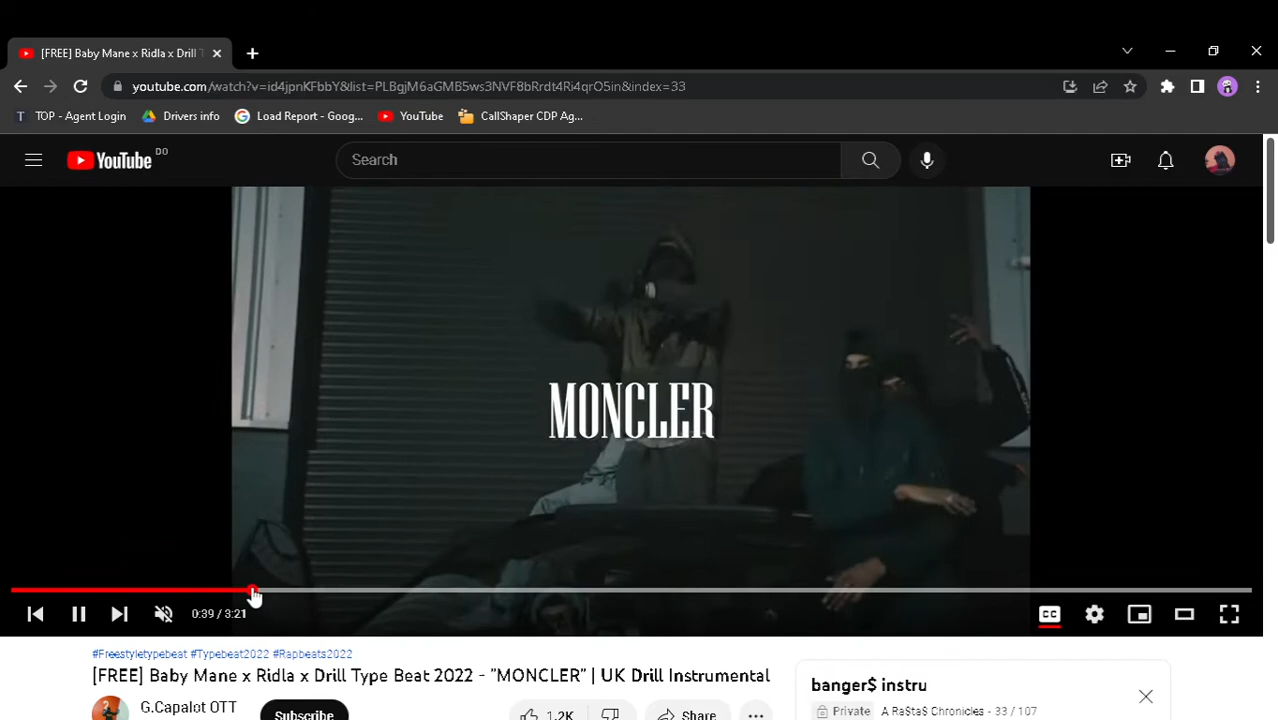 [FREE] Baby Mane x Ridla x Drill T
youtube.com/watch?v=id4jpnKFbbY&list=PLBgjM6aGMB5ws3NVF8bRrdt4Ri4qrO5in&index=33
TOP - Agent Login
Drivers info
Load Report - Goog...
YouTube
CallShaper CDP Ag...
YouTube DO
Search
MONCLER
0:39 / 3:21
CC
#Freestyletypebeat #Typebeat2022 #Rapbeats2022
[FREE] Baby Mane x Ridla x Drill Type Beat 2022 - "MONCLER" | UK Drill Instrumental
banger$ instru
G.Capalot OTT
Private
A Ra$ta$ Chronicles - 33 / 107
Subscribe
1.2K
Share